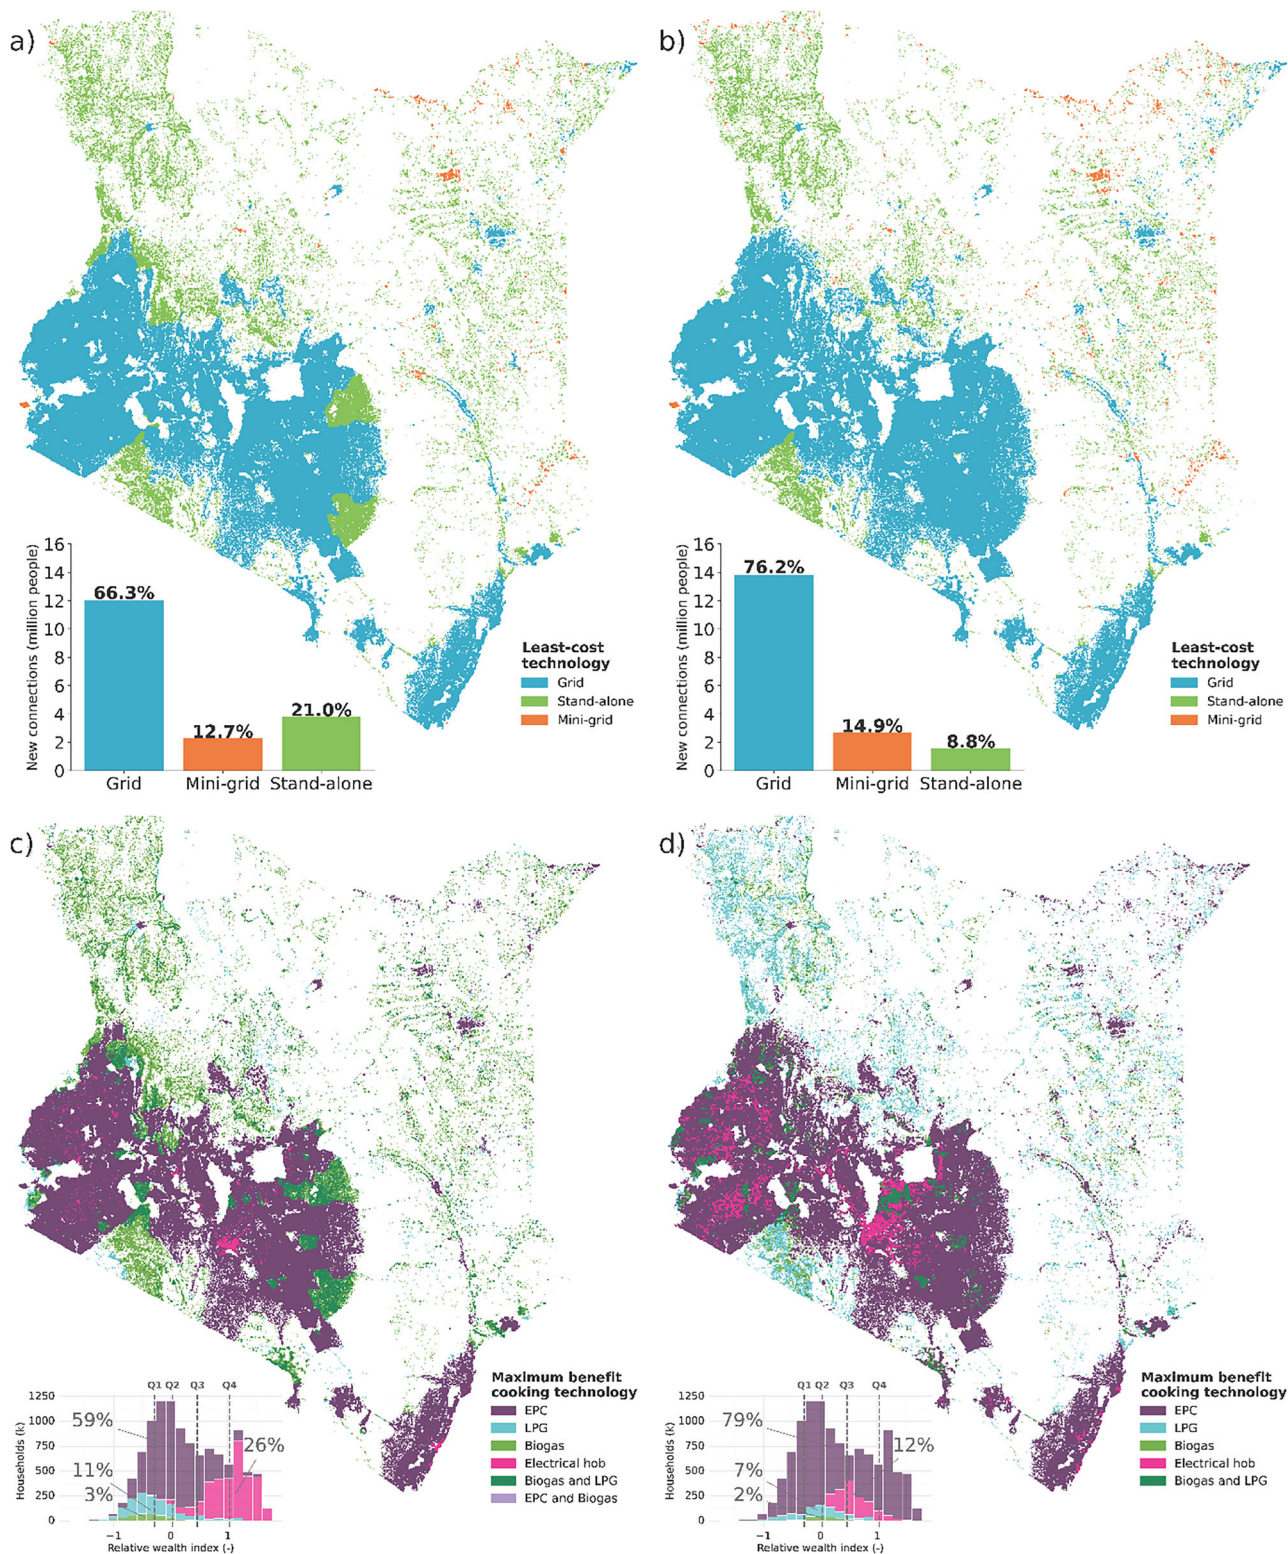 a)
16
14
12
10
8
6
4
2
0
New connections (million people)
66.3%
12.7%
21.0%
Grid
Mini-grid
Stand-alone
Least-cost
technology
Grid
Stand-alone
Mini-grid
b)
16
14
12
10
8
6
4
2
0
New connections (million people)
76.2%
14.9%
8.8%
Grid
Mini-grid
Stand-alone
Least-cost
technology
Grid
Stand-alone
Mini-grid
c)
Q1 Q2 Q3 Q4
1250
1000
750
500
250
0
Households (k)
59%
26%
11%
3%
−1 0 1
Relative wealth index (-)
Maximum benefit
cooking technology
EPC
LPG
Biogas
Electrical hob
Biogas and LPG
EPC and Biogas
d)
Q1 Q2 Q3 Q4
1250
1000
750
500
250
0
Households (k)
79%
12%
7%
2%
−1 0 1
Relative wealth index (-)
Maximum benefit
cooking technology
EPC
LPG
Biogas
Electrical hob
Biogas and LPG